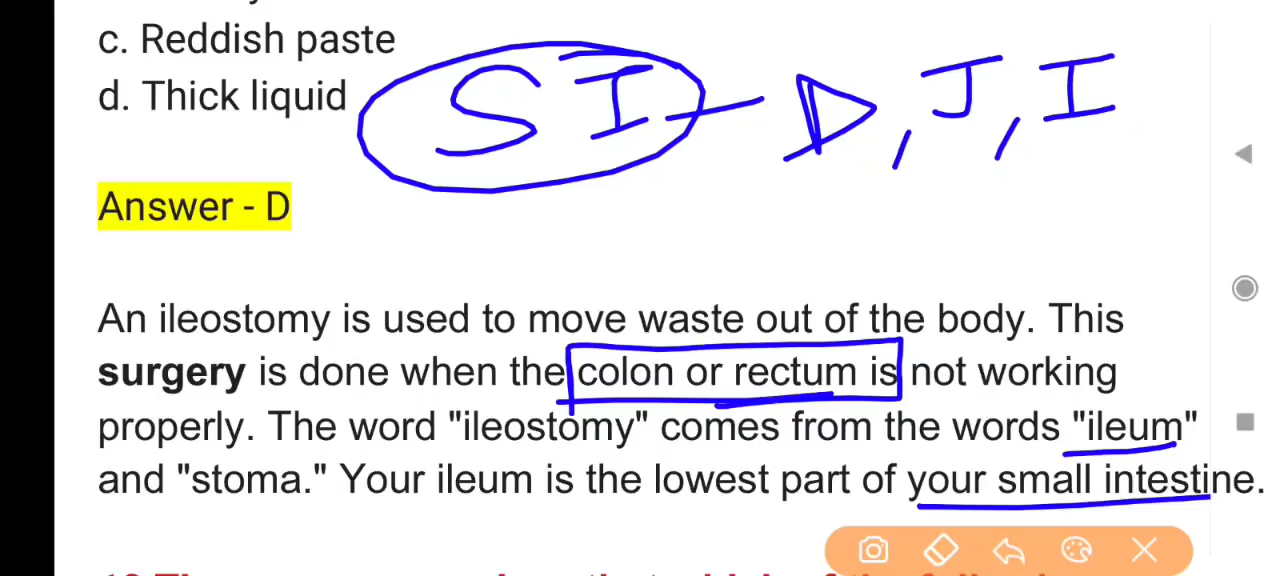 c. Reddish paste
d. Thick liquid
SI - D, J, I
Answer - D
An ileostomy is used to move waste out of the body. This
surgery is done when the colon or rectum is not working
properly. The word "ileostomy" comes from the words "ileum"
and "stoma." Your ileum is the lowest part of your small intestine.